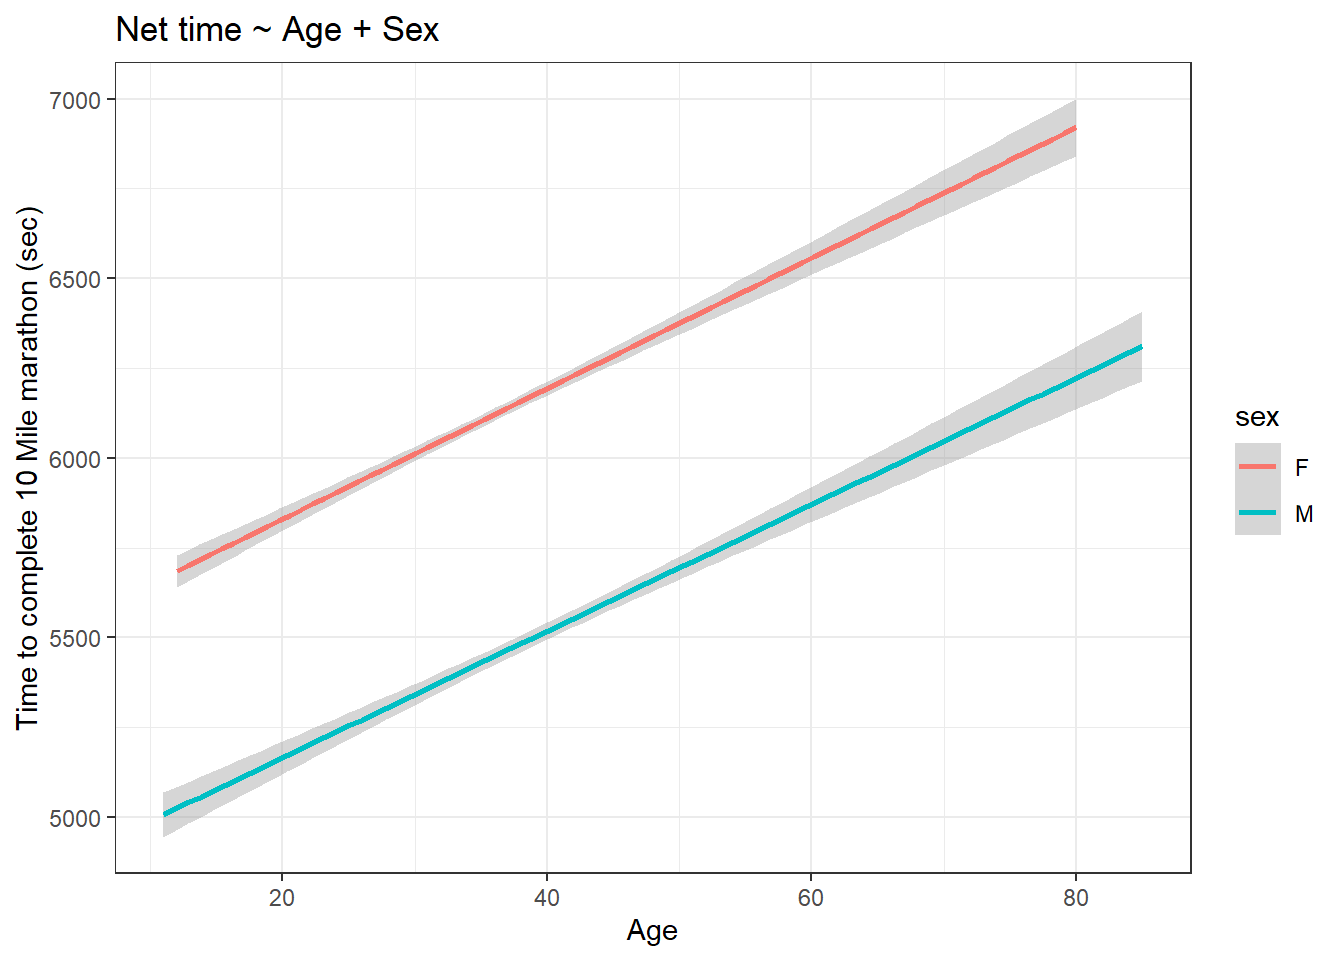 Net time ~ Age + Sex
7000
6500
6000
5500
5000
Time to complete 10 Mile marathon (sec)
20 40 60 80
Age
sex
F
M